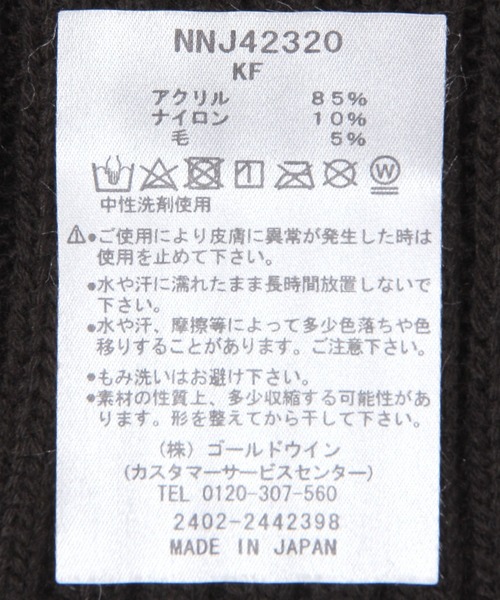 NNJ42320
KF
アクリル 85%
ナイロン 10%
毛 5%
W
中性洗剤使用
⚠●ご使用により皮膚に異常が発生した時は
使用を止めて下さい。
●水や汗に濡れたまま長時間放置しないで
下さい。
●水や汗、摩擦等によって多少色落ちや色
移りすることがあります。ご注意下さい。
●もみ洗いはお避け下さい。
●素材の性質上、多少収縮する可能性があ
ります。形を整えてから干して下さい。
(株) ゴールドウイン
(カスタマーサービスセンター)
TEL 0120-307-560
2402-2442398
MADE IN JAPAN